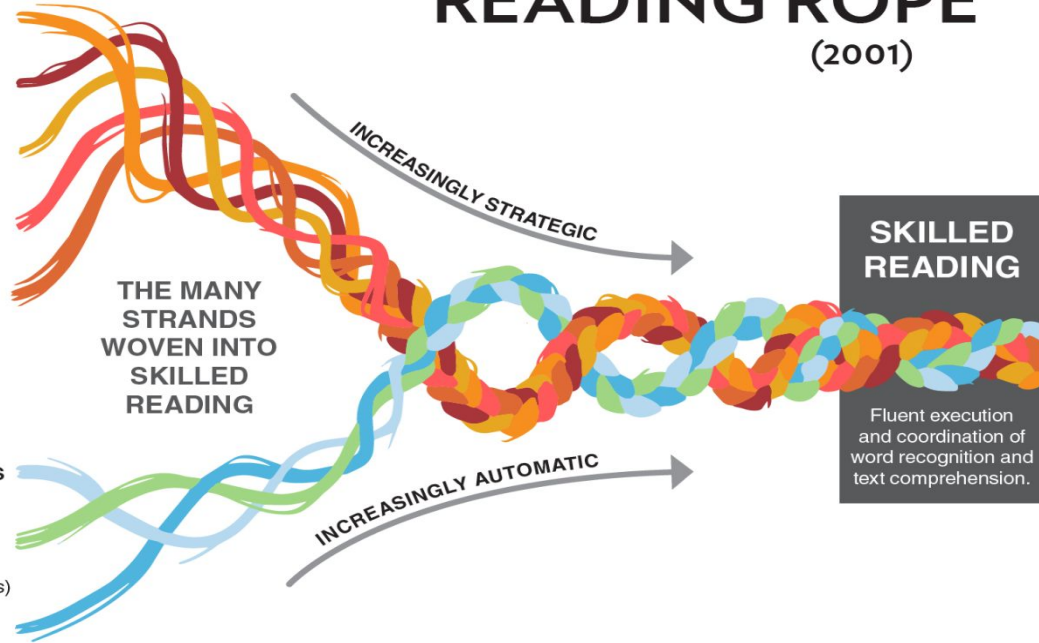 READING ROPE
(2001)
INCREASINGLY STRATEGIC
SKILLED
READING
THE MANY
STRANDS
WOVEN INTO
SKILLED
READING
Fluent execution
and coordination of
word recognition and
text comprehension.
S
INCREASINGLY AUTOMATIC
s)